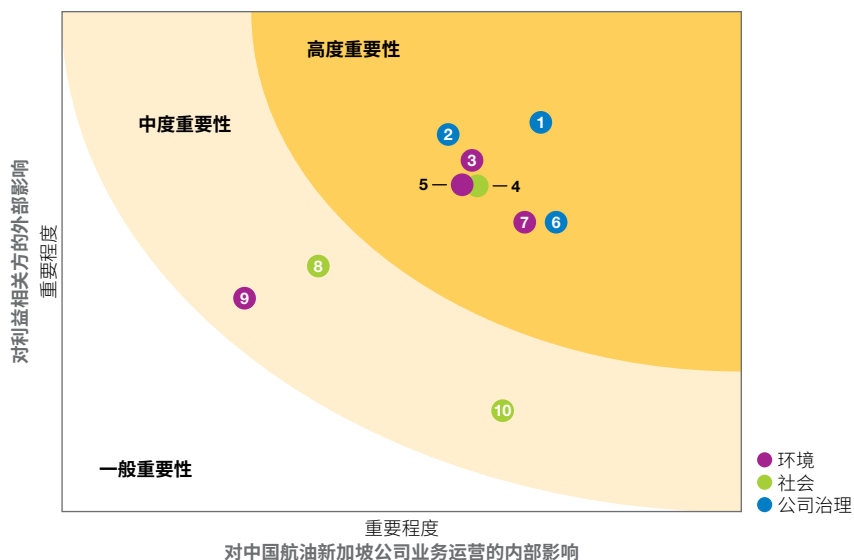 高度重要性
中度重要性
1
2
3
5
4
7
6
8
9
10
一般重要性
对利益相关方的外部影响
重要程度
环境
社会
公司治理
重要程度
对中国航油新加坡公司业务运营的内部影响